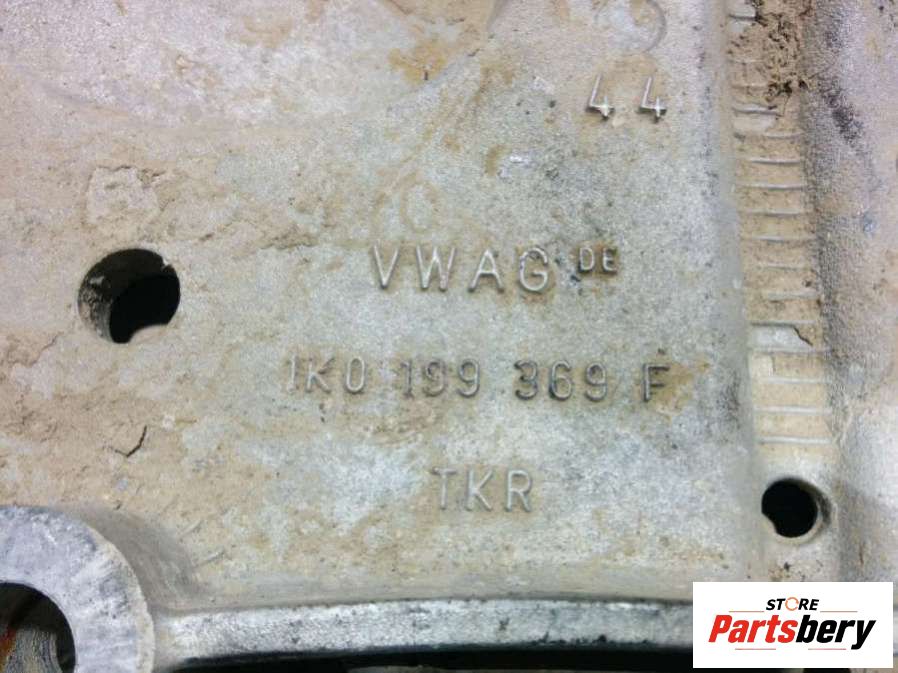 44
VWAG DE
1K0 199 369 F
TKR
STORE
Partsbery